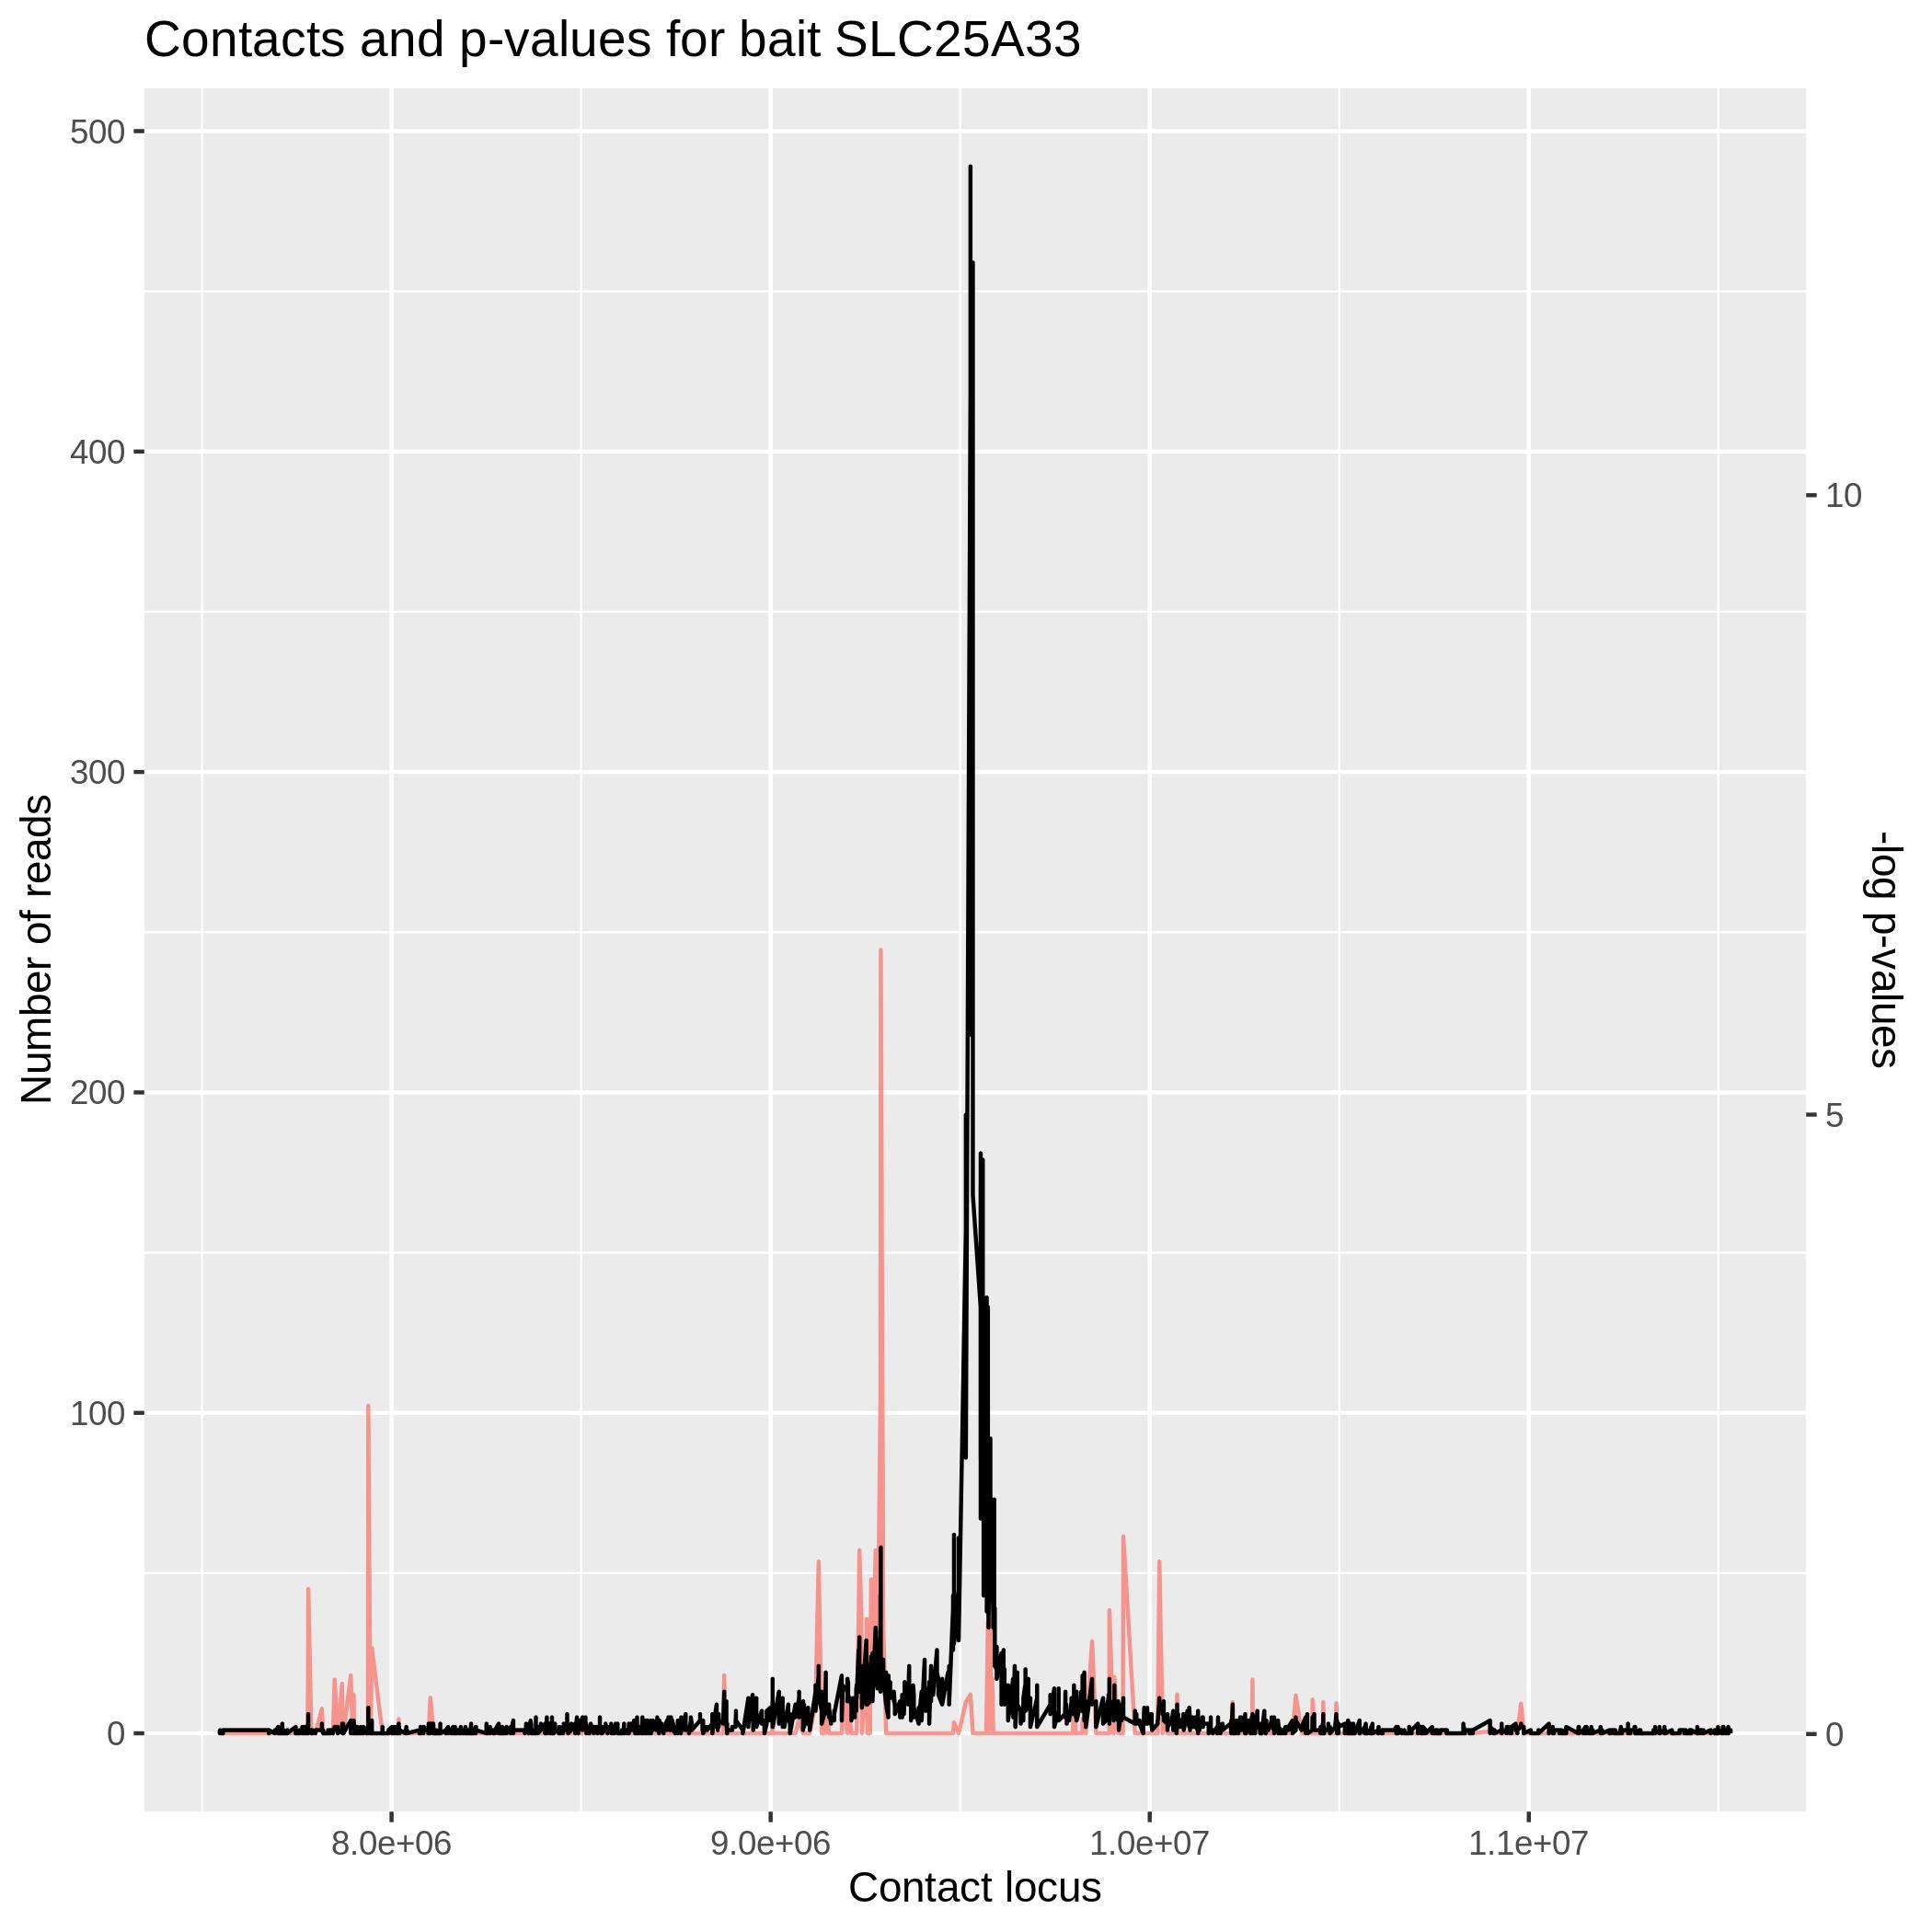 Contacts and p-values for bait SLC25A33
500
400
300
200
100
0
Number of reads
10
5
0
-log p-values
8.0e+06
9.0e+06
1.0e+07
1.1e+07
Contact locus